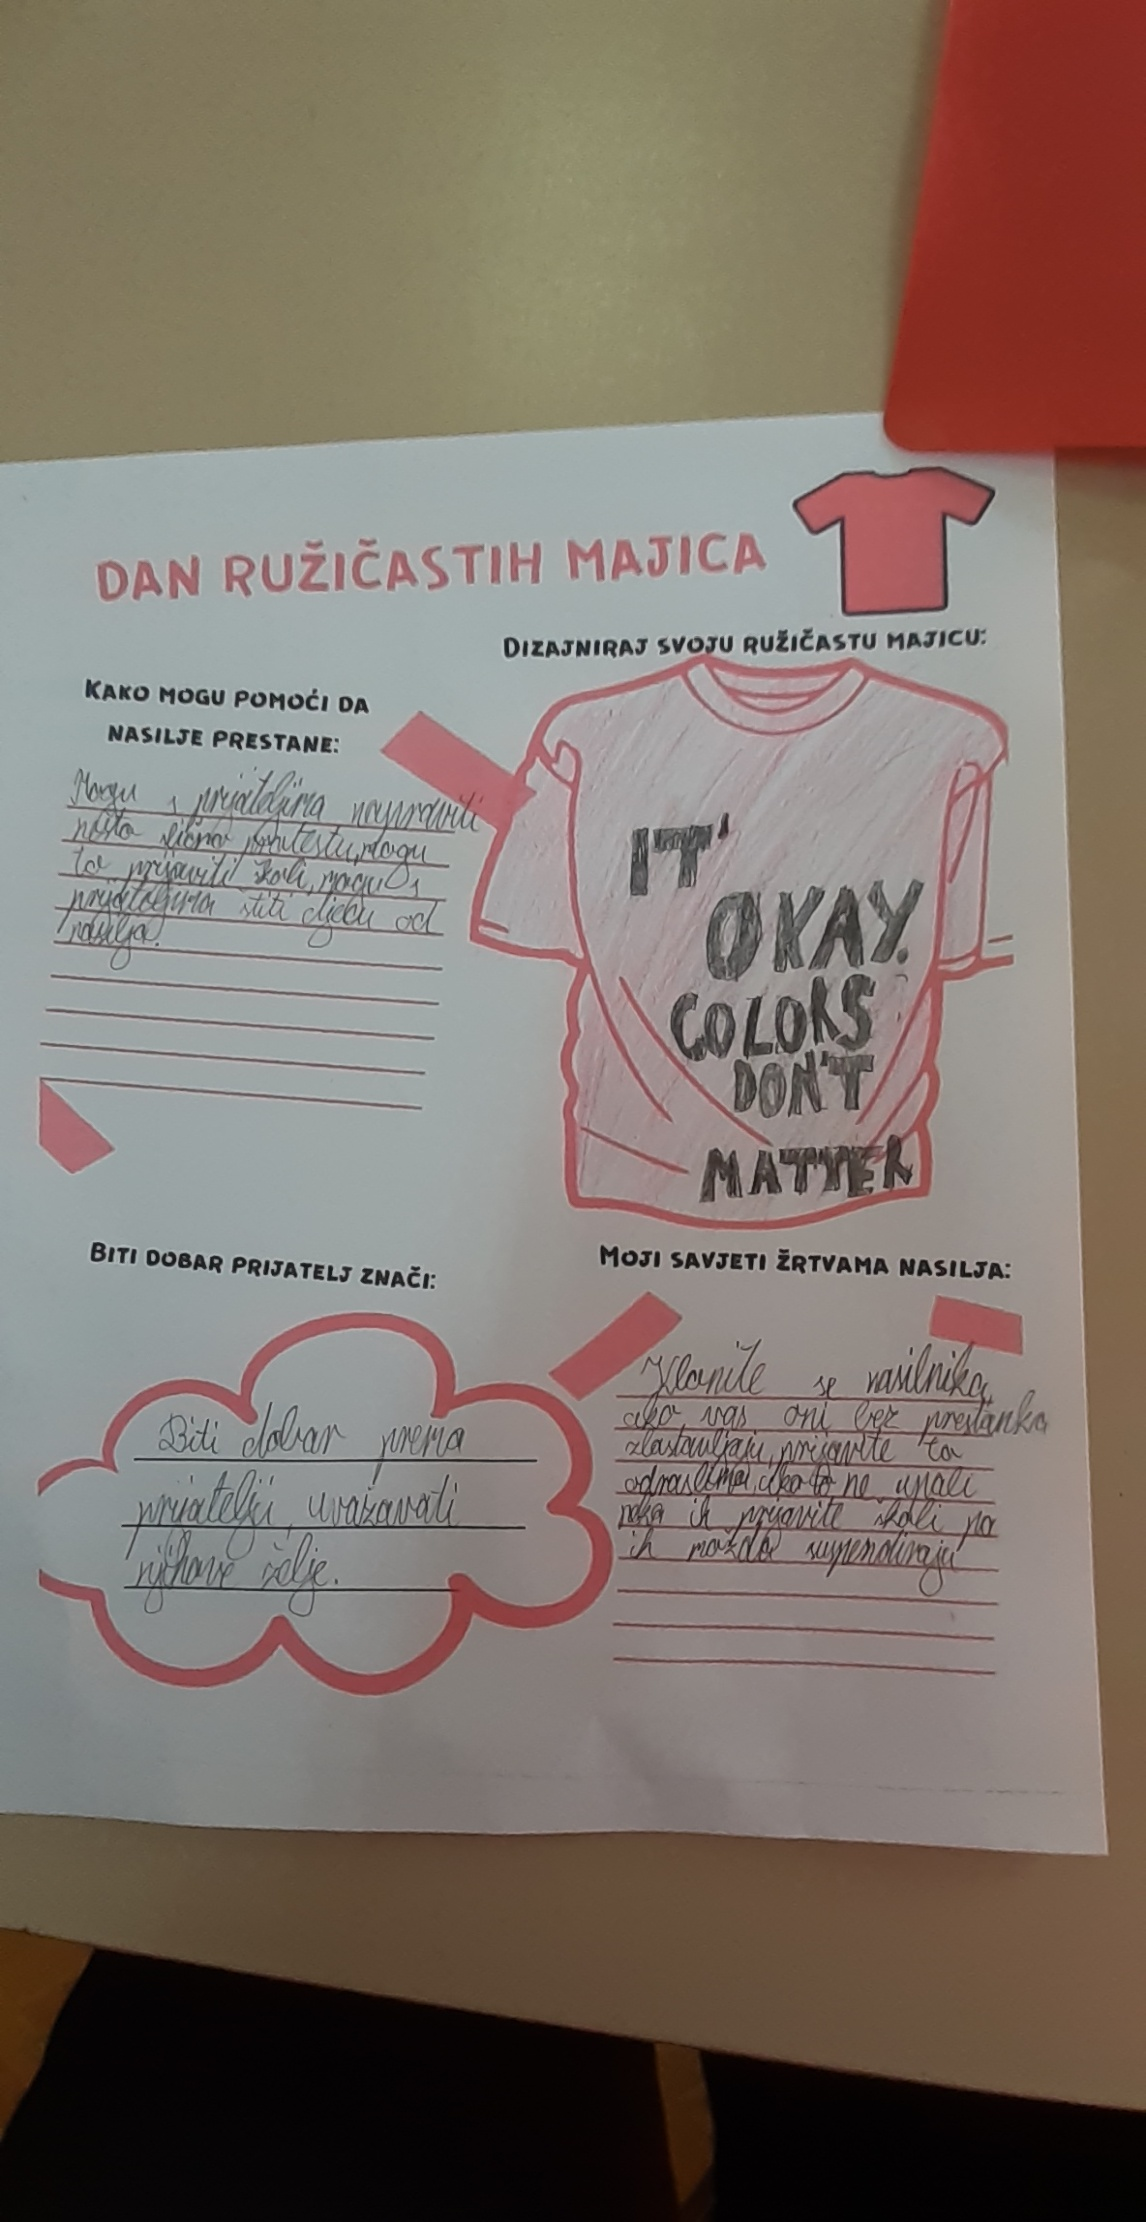 DAN RUŽIČASTIH MAJICA
DIZAJNIRAJ SVOJU RUŽIČASTU MAJICU:
KAKO MOGU POMOĆI DA
NASILJE PRESTANE:
Mogu s prijateljima napraviti
nešto slično protestu, mogu
to prijaviti školi, mogu s
prijateljima štiti djecu od
nasilja.
IT'
OKAY.
COLORS
DON'T
MATTER
BITI DOBAR PRIJATELJ ZNAČI:
Biti dobar prema
prijatelji, uvažavati
njihove želje.
MOJI SAVJETI ŽRTVAMA NASILJA:
Klonite se nasilnika,
ako vas oni bez prestanka
zlostavljaju, prijavite to
odraslima, ako to ne upali
neka ih prijavite školi pa
ih možda suspendiraju